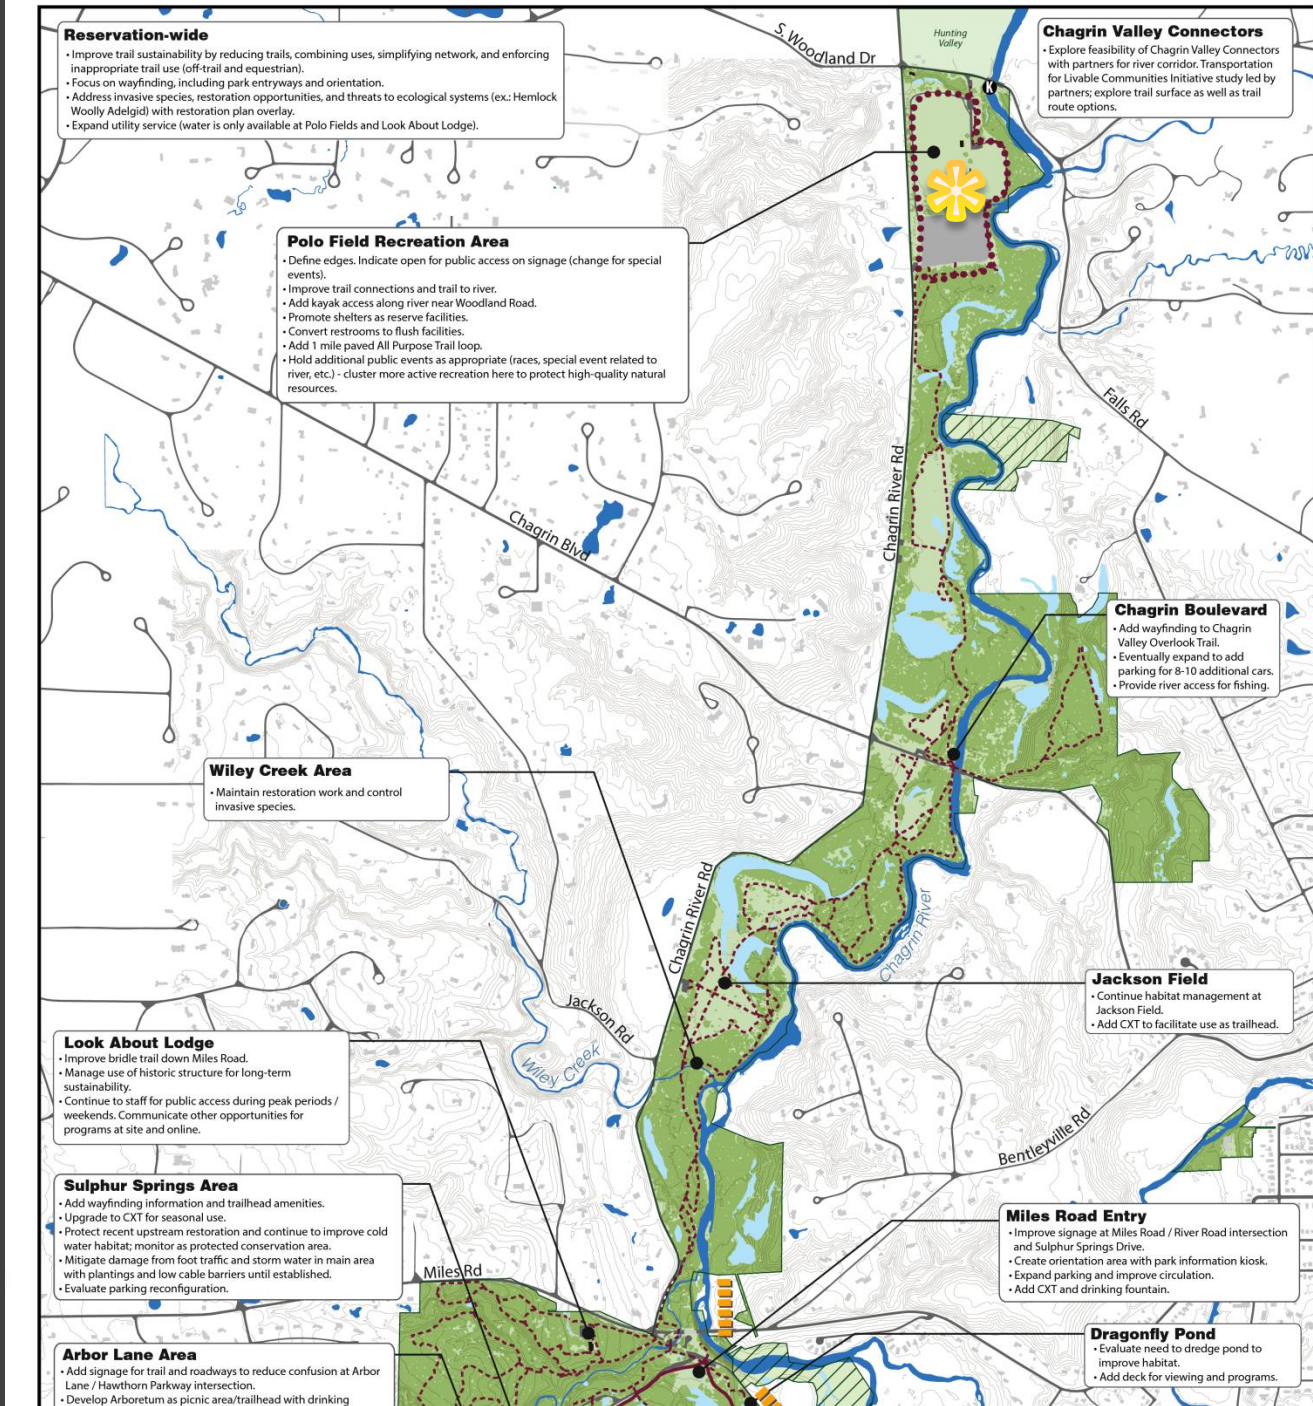 Reservation-wide
• Improve trail sustainability by reducing trails, combining uses, simplifying network, and enforcing
inappropriate trail use (off-trail and equestrian).
• Focus on wayfinding, including park entryways and orientation.
• Address invasive species, restoration opportunities, and threats to ecological systems (ex.: Hemlock
Woolly Adelgid) with restoration plan overlay.
• Expand utility service (water is only available at Polo Fields and Look About Lodge).
S. Woodland Dr
Hunting
Valley
K
Chagrin Valley Connectors
• Explore feasibility of Chagrin Valley Connectors
with partners for river corridor. Transportation
for Livable Communities Initiative study led by
partners; explore trail surface as well as trail
route options.
Polo Field Recreation Area
• Define edges. Indicate open for public access on signage (change for special
events).
• Improve trail connections and trail to river.
• Add kayak access along river near Woodland Road.
• Promote shelters as reserve facilities.
• Convert restrooms to flush facilities.
• Add 1 mile paved All Purpose Trail loop.
• Hold additional public events as appropriate (races, special event related to
river, etc.) - cluster more active recreation here to protect high-quality natural
resources.
Falls Rd
Chagrin River Rd
Chagrin Blvd
Chagrin Boulevard
• Add wayfinding to Chagrin
Valley Overlook Trail.
• Eventually expand to add
parking for 8-10 additional cars.
• Provide river access for fishing.
Wiley Creek Area
• Maintain restoration work and control
invasive species.
Chagrin River Rd
Chagrin River
Jackson Field
• Continue habitat management at
Jackson Field.
• Add CXT to facilitate use as trailhead.
Jackson Rd
Wiley Creek
Look About Lodge
• Improve bridle trail down Miles Road.
• Manage use of historic structure for long-term
sustainability.
• Continue to staff for public access during peak periods /
weekends. Communicate other opportunities for
programs at site and online.
Bentleyville Rd
Sulphur Springs Area
• Add wayfinding information and trailhead amenities.
• Upgrade to CXT for seasonal use.
• Protect recent upstream restoration and continue to improve cold
water habitat; monitor as protected conservation area.
• Mitigate damage from foot traffic and storm water in main area
with plantings and low cable barriers until established.
• Evaluate parking reconfiguration.
Miles Rd
Miles Road Entry
• Improve signage at Miles Road / River Road intersection
and Sulphur Springs Drive.
• Create orientation area with park information kiosk.
• Expand parking and improve circulation.
• Add CXT and drinking fountain.
Dragonfly Pond
• Evaluate need to dredge pond to
improve habitat.
• Add deck for viewing and programs.
Arbor Lane Area
• Add signage for trail and roadways to reduce confusion at Arbor
Lane / Hawthorn Parkway intersection.
• Develop Arboretum as picnic area/trailhead with drinking